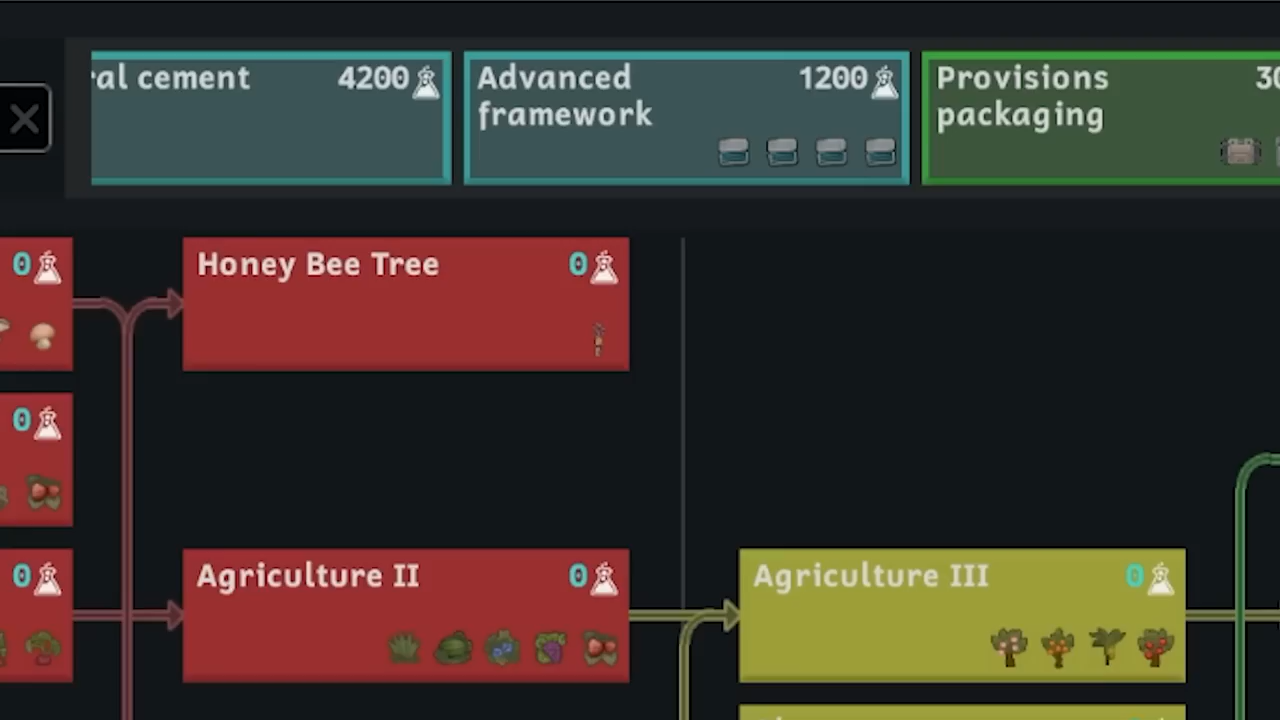 ral cement 4200
Advanced 1200
framework
Provisions 30
packaging
0
Honey Bee Tree 0
0
0
Agriculture II 0
Agriculture III 0